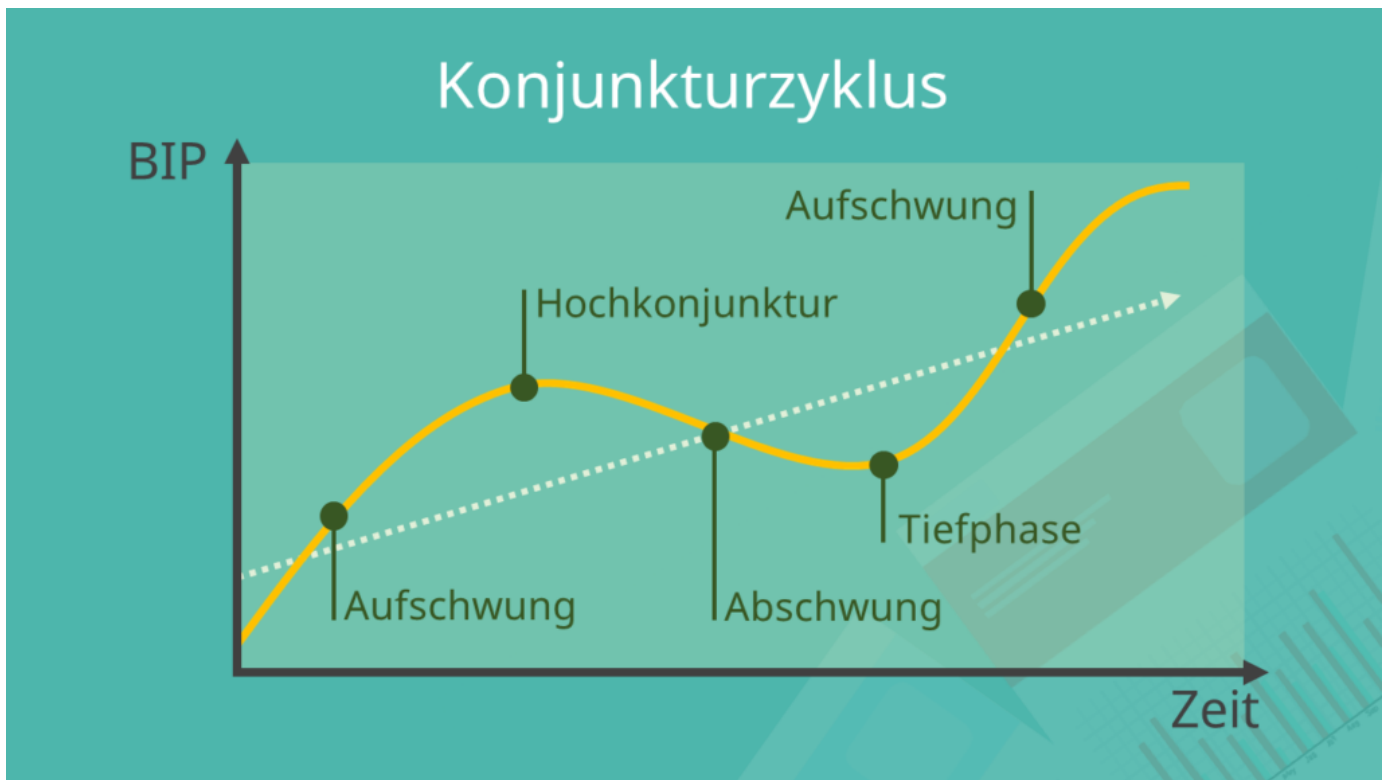 Konjunkturzyklus
BIP
Aufschwung
Hochkonjunktur
Tiefphase
Aufschwung
Abschwung
Zeit